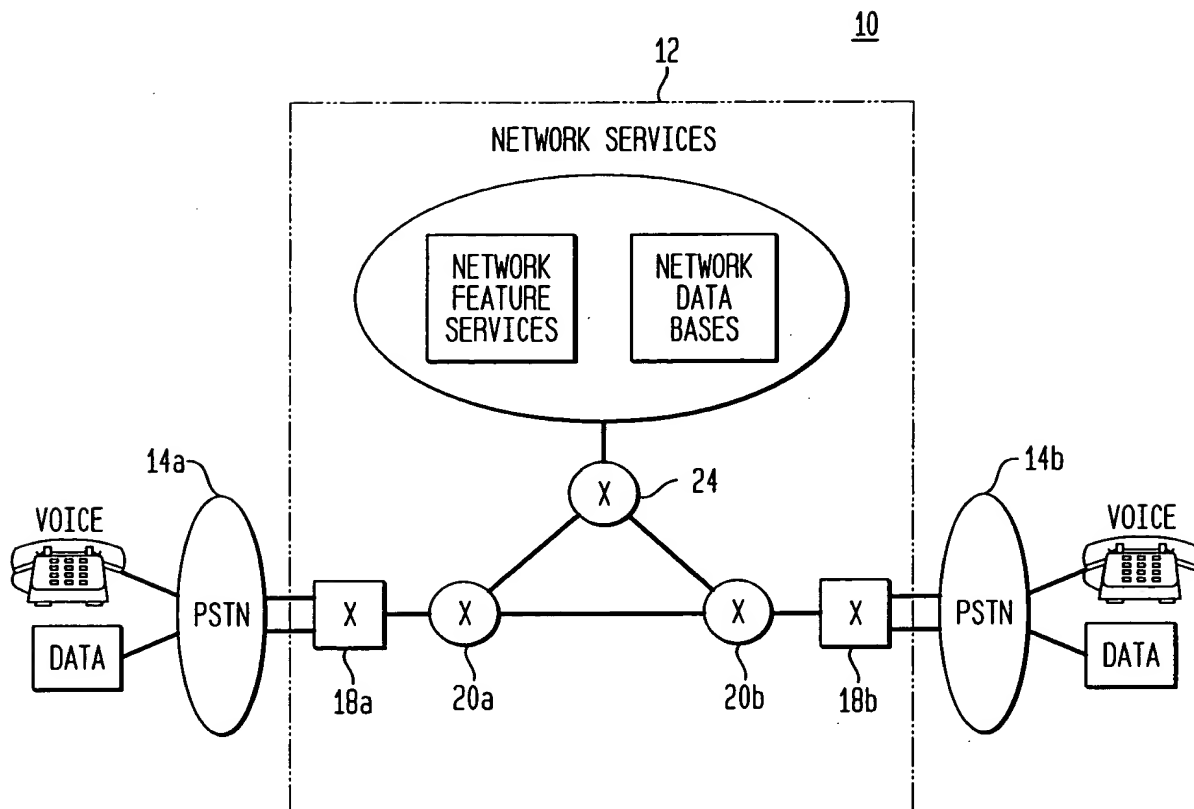 10
12
NETWORK SERVICES
NETWORK
FEATURE
SERVICES
NETWORK
DATA
BASES
14a
24
14b
VOICE
X
VOICE
PSTN
X
X
X
X
PSTN
DATA
DATA
18a
20a
20b
18b